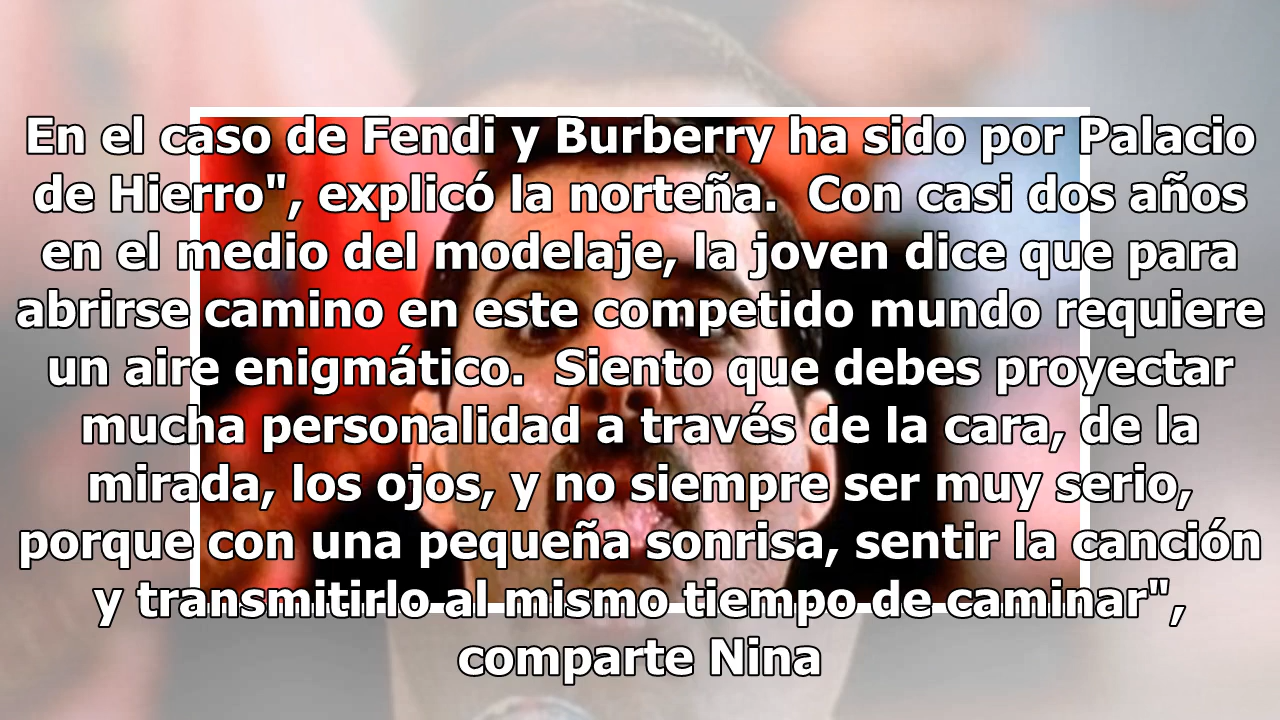 En el caso de Fendi y Burberry ha sido por Palacio
de Hierro", explicó la norteña.  Con casi dos años
en el medio del modelaje, la joven dice que para
abrirse camino en este competido mundo requiere
un aire enigmático.  Siento que debes proyectar
mucha personalidad a través de la cara, de la
mirada, los ojos, y no siempre ser muy serio,
porque con una pequeña sonrisa, sentir la canción
y transmitirlo al mismo tiempo de caminar",
comparte Nina